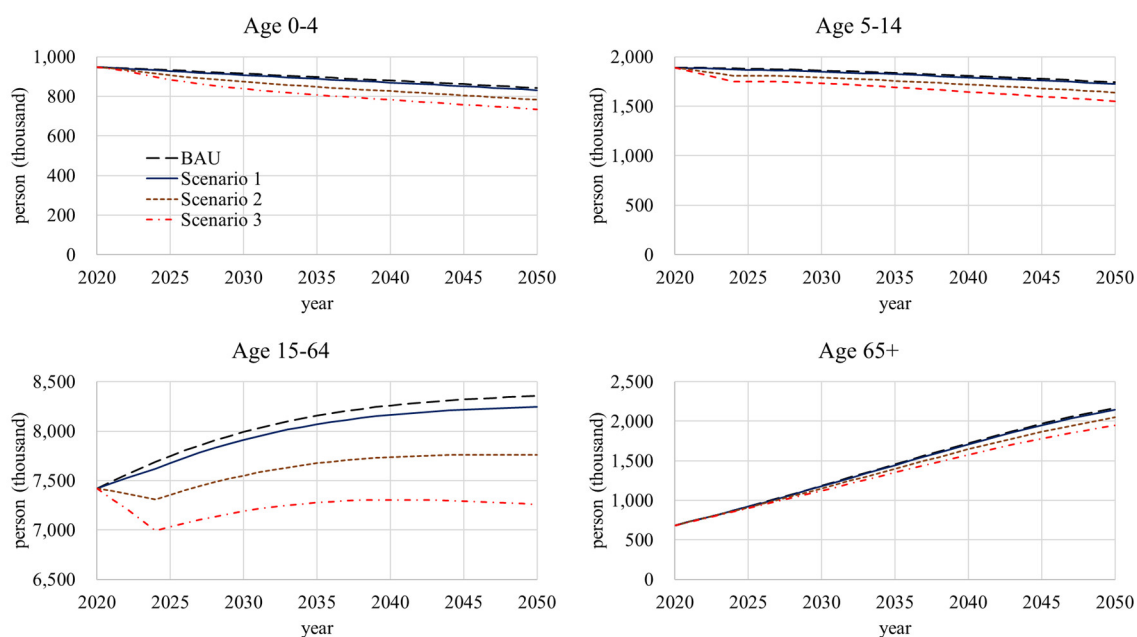 Age 0-4
Age 5-14
1,000
800
600
400
200
0
person (thousand)
BAU
Scenario 1
Scenario 2
Scenario 3
2020 2025 2030 2035 2040 2045 2050
year
2,000
1,500
1,000
500
0
person (thousand)
2020 2025 2030 2035 2040 2045 2050
year
Age 15-64
Age 65+
8,500
8,000
7,500
7,000
6,500
person (thousand)
2020 2025 2030 2035 2040 2045 2050
year
2,500
2,000
1,500
1,000
500
0
person (thousand)
2020 2025 2030 2035 2040 2045 2050
year